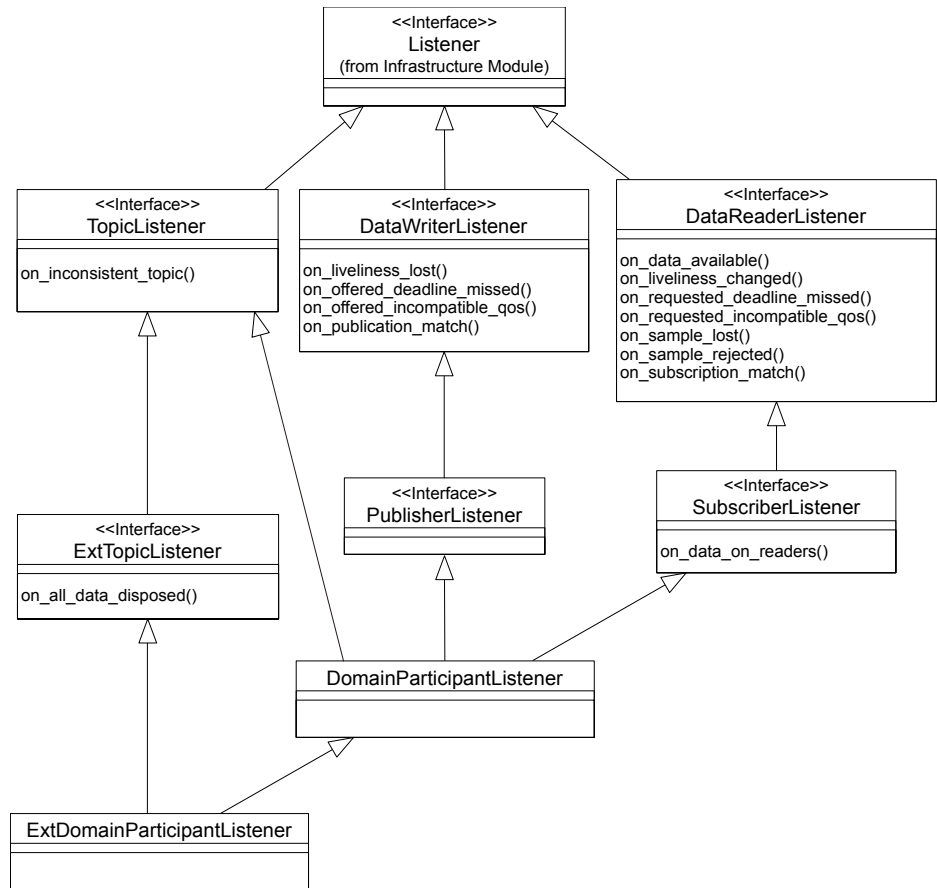 <<Interface>>
Listener
(from Infrastructure Module)
<<Interface>>
TopicListener
on_inconsistent_topic()
<<Interface>>
DataWriterListener
on_liveliness_lost()
on_offered_deadline_missed()
on_offered_incompatible_qos()
on_publication_match()
<<Interface>>
DataReaderListener
on_data_available()
on_liveliness_changed()
on_requested_deadline_missed()
on_requested_incompatible_qos()
on_sample_lost()
on_sample_rejected()
on_subscription_match()
<<Interface>>
ExtTopicListener
on_all_data_disposed()
<<Interface>>
PublisherListener
<<Interface>>
SubscriberListener
on_data_on_readers()
DomainParticipantListener
ExtDomainParticipantListener